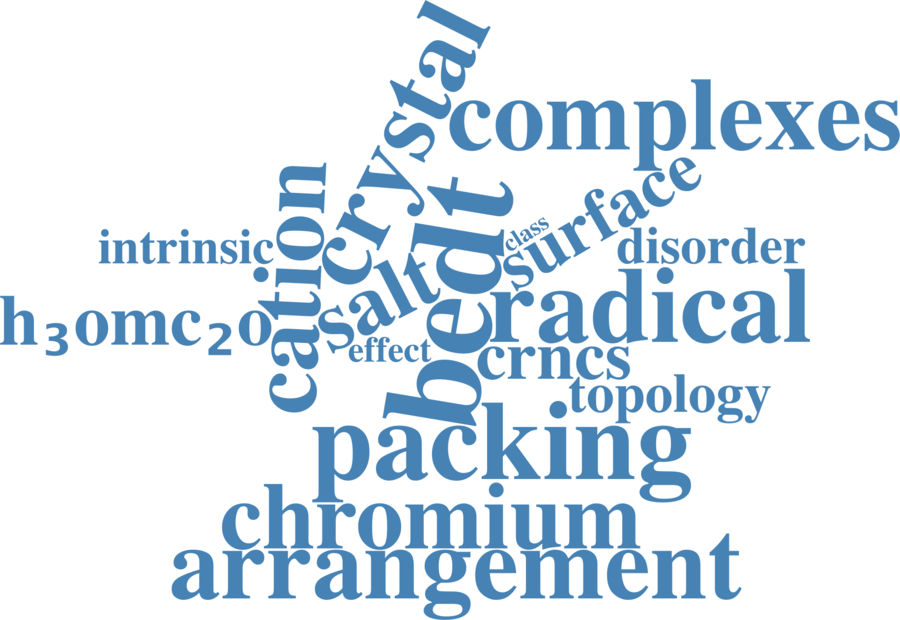 crystal
complexes
cation
bedt
surface
class
intrinsic
disorder
salt
radical
h₃omc₂o
effect
crncs
topology
packing
chromium
arrangement